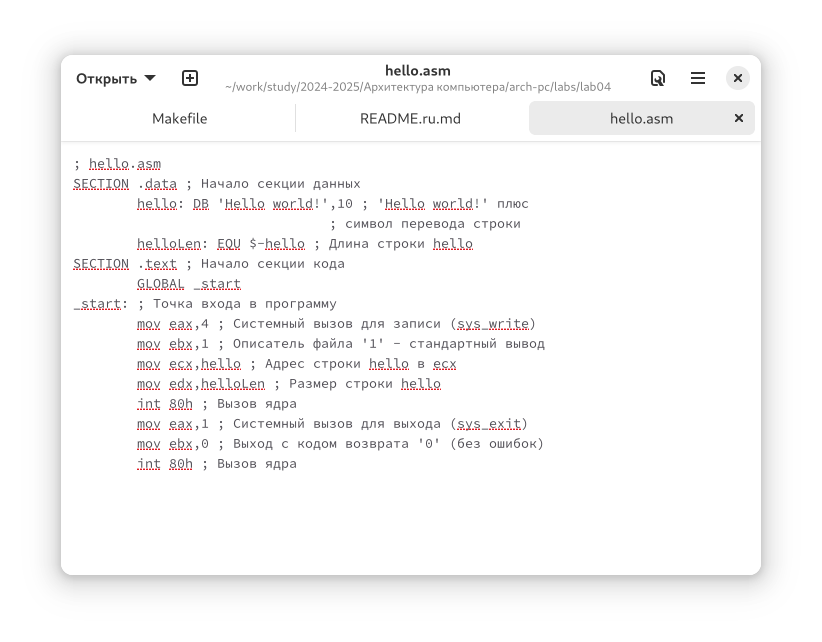 Открыть
hello.asm
~/work/study/2024-2025/Архитектура компьютера/arch-pc/labs/lab04
Makefile
README.ru.md
hello.asm
; hello.asm
SECTION .data ; Начало секции данных
hello: DB 'Hello world!',10 ; 'Hello world!' плюс
; символ перевода строки
helloLen: EQU $-hello ; Длина строки hello
SECTION .text ; Начало секции кода
GLOBAL _start
_start: ; Точка входа в программу
mov eax,4 ; Системный вызов для записи (sys_write)
mov ebx,1 ; Описатель файла '1' - стандартный вывод
mov ecx,hello ; Адрес строки hello в ecx
mov edx,helloLen ; Размер строки hello
int 80h ; Вызов ядра
mov eax,1 ; Системный вызов для выхода (sys_exit)
mov ebx,0 ; Выход с кодом возврата '0' (без ошибок)
int 80h ; Вызов ядра